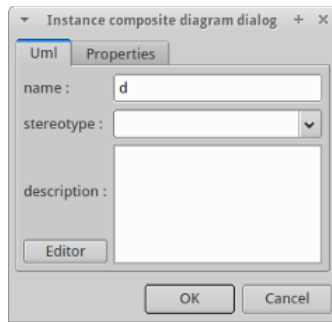 Instance composite diagram dialog
Uml Properties
name : d
stereotype :
description :
Editor
OK Cancel